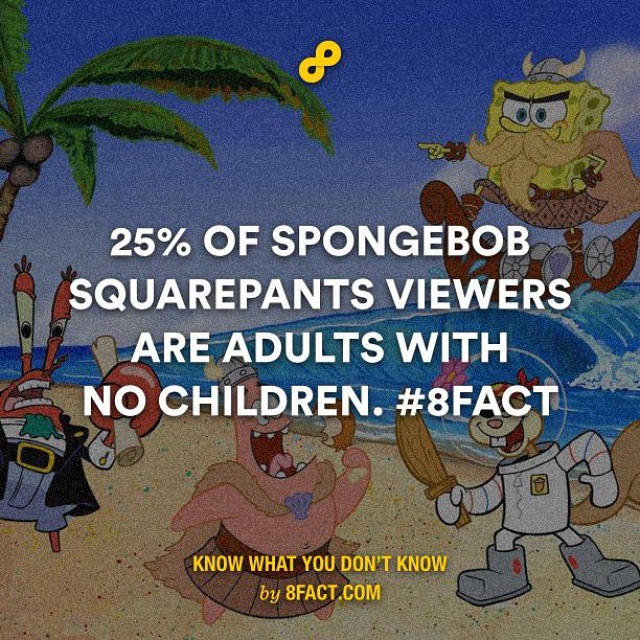 25% OF SPONGEBOB
SQUAREPANTS VIEWERS
ARE ADULTS WITH
NO CHILDREN. #8FACT
KNOW WHAT YOU DON'T KNOW
by 8FACT.COM